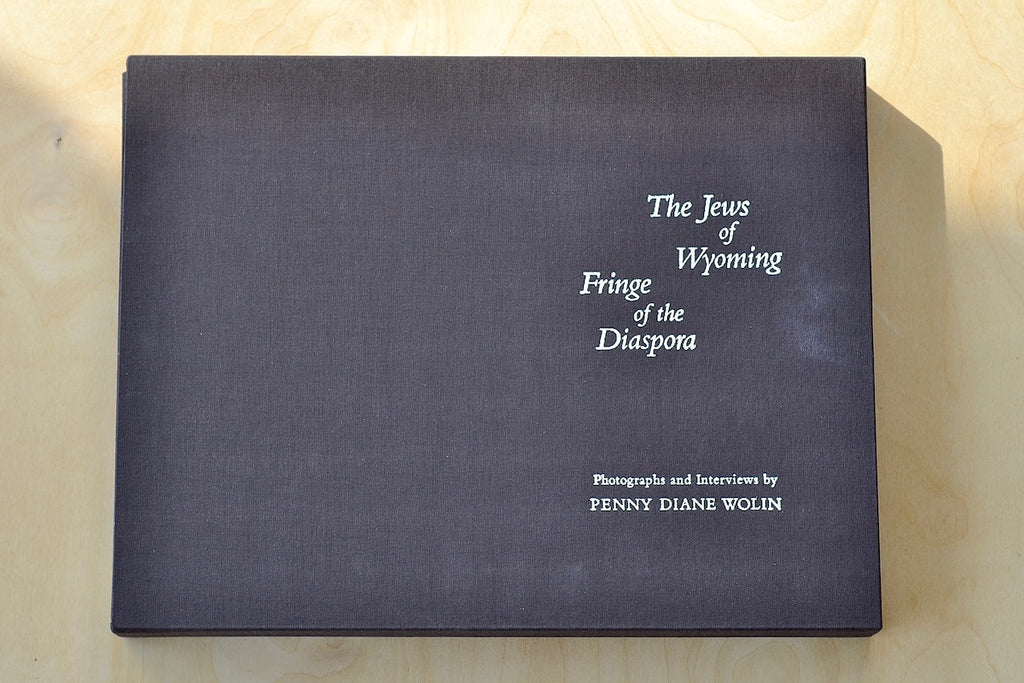 The Jews
of
Wyoming
Fringe
of the
Diaspora
Photographs and Interviews by
PENNY DIANE WOLIN